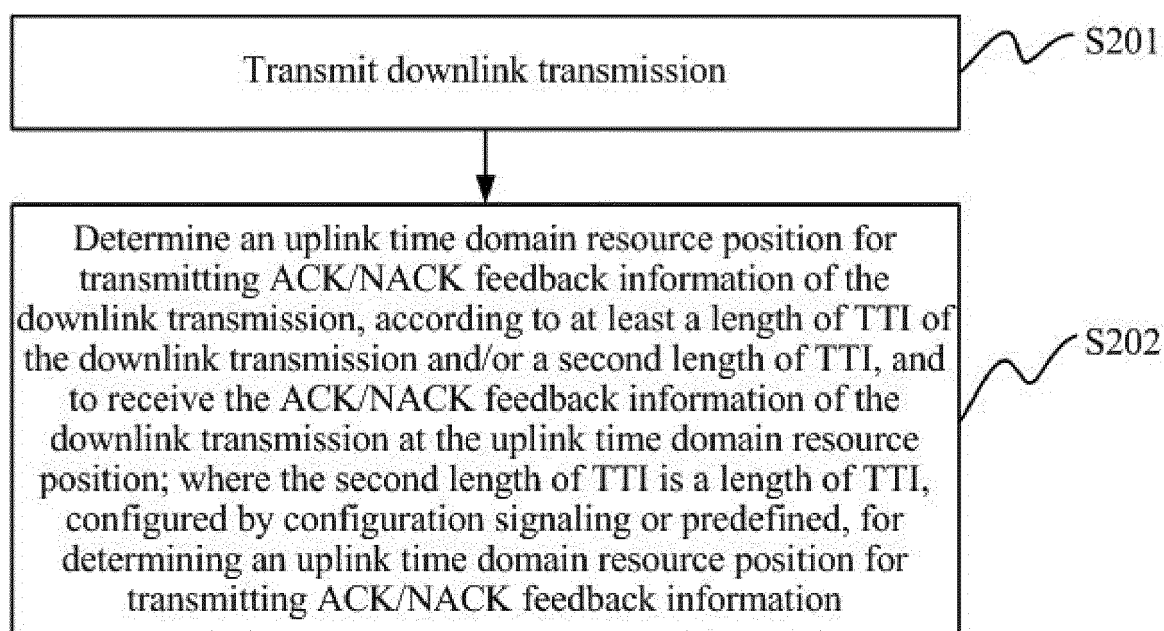 Transmit downlink transmission
S201
Determine an uplink time domain resource position for
transmitting ACK/NACK feedback information of the
downlink transmission, according to at least a length of TTI of
the downlink transmission and/or a second length of TTI, and
to receive the ACK/NACK feedback information of the
downlink transmission at the uplink time domain resource
position; where the second length of TTI is a length of TTI,
configured by configuration signaling or predefined, for
determining an uplink time domain resource position for
transmitting ACK/NACK feedback information
S202